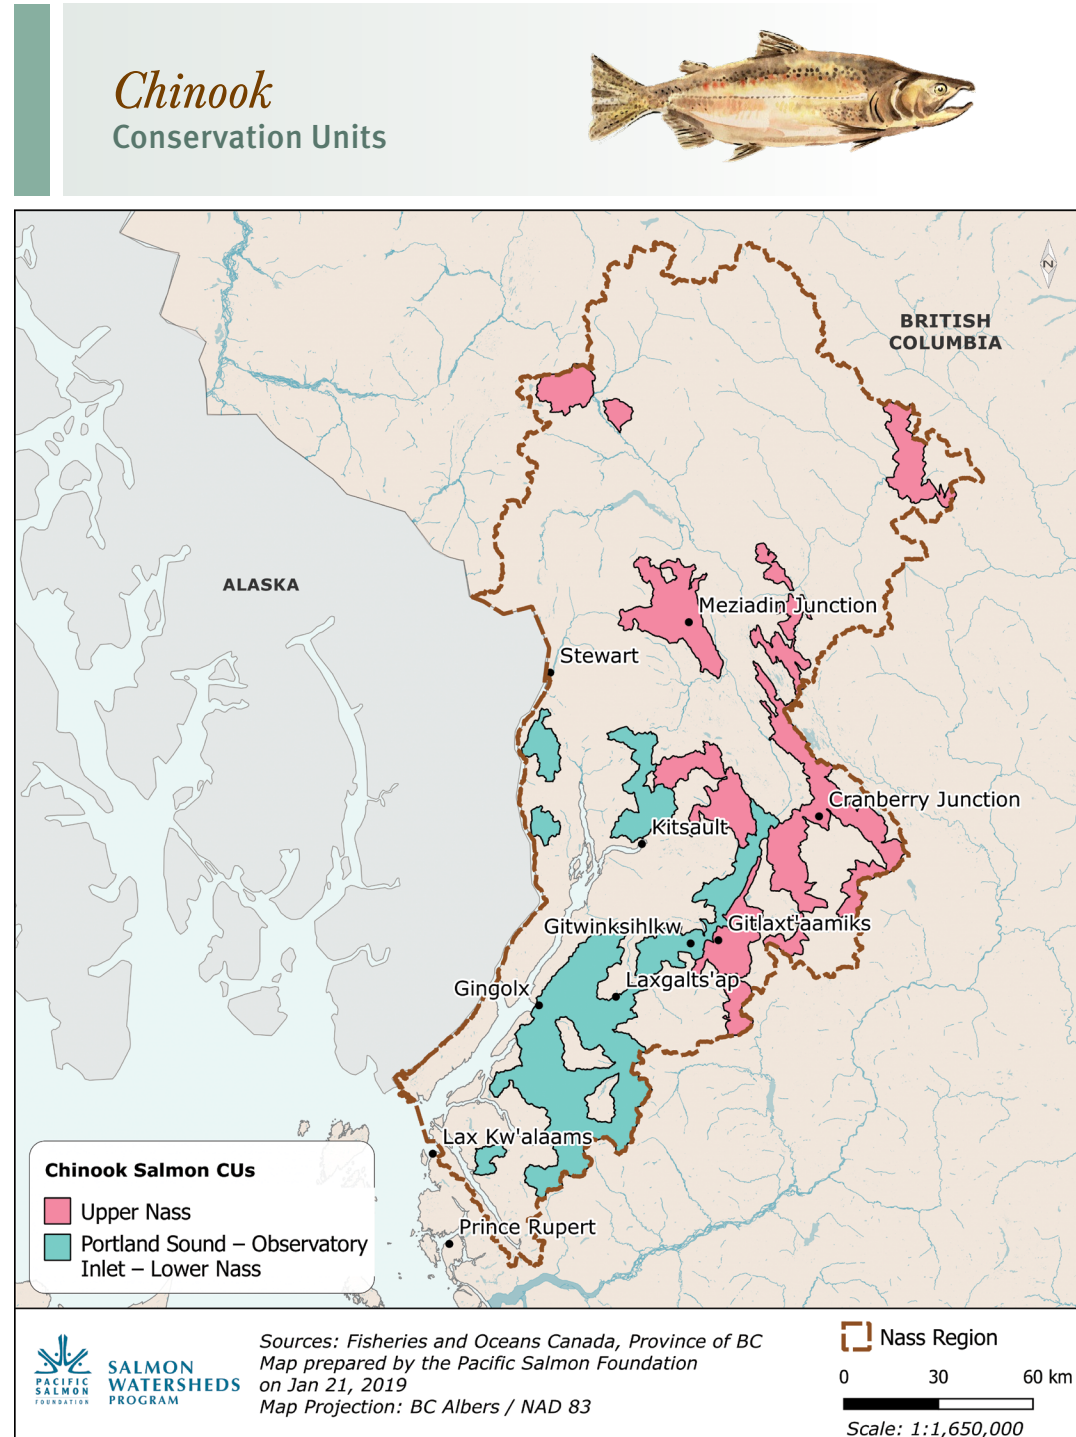 Chinook
Conservation Units
N
BRITISH
COLUMBIA
ALASKA
Meziadin Junction
Stewart
Cranberry Junction
Kitsault
Gitwinksihlkw
Gitlaxt'aamiks
Laxgalts'ap
Gingolx
Lax Kw'alaams
Prince Rupert
Chinook Salmon CUs
Upper Nass
Portland Sound – Observatory
Inlet – Lower Nass
PACIFIC
SALMON
FOUNDATION
SALMON
WATERSHEDS
PROGRAM
Sources: Fisheries and Oceans Canada, Province of BC
Map prepared by the Pacific Salmon Foundation
on Jan 21, 2019
Map Projection: BC Albers / NAD 83
Nass Region
0 30 60 km
Scale: 1:1,650,000